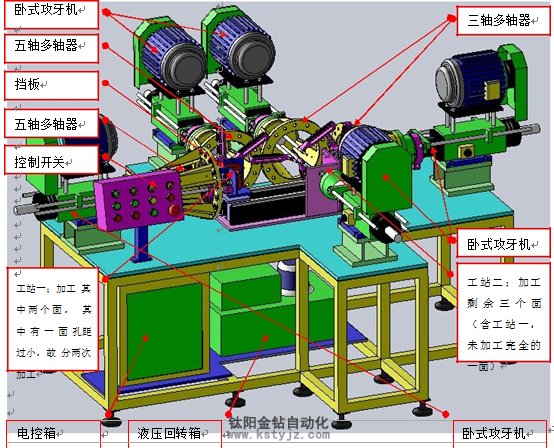 卧式攻牙机
五轴多轴器
挡板
五轴多轴器
控制开关
三轴多轴器
卧式攻牙机
工站一：加工 其
中两个面， 其
中 有 一 面 孔距
过小，故 分两次
加工
工站二：加工
剩 余 三 个 面
（含工站一，
未加工完全的
一面）
电控箱
液压回转箱
卧式攻牙机
钛阳金钻自动化
www.kstyjz.com